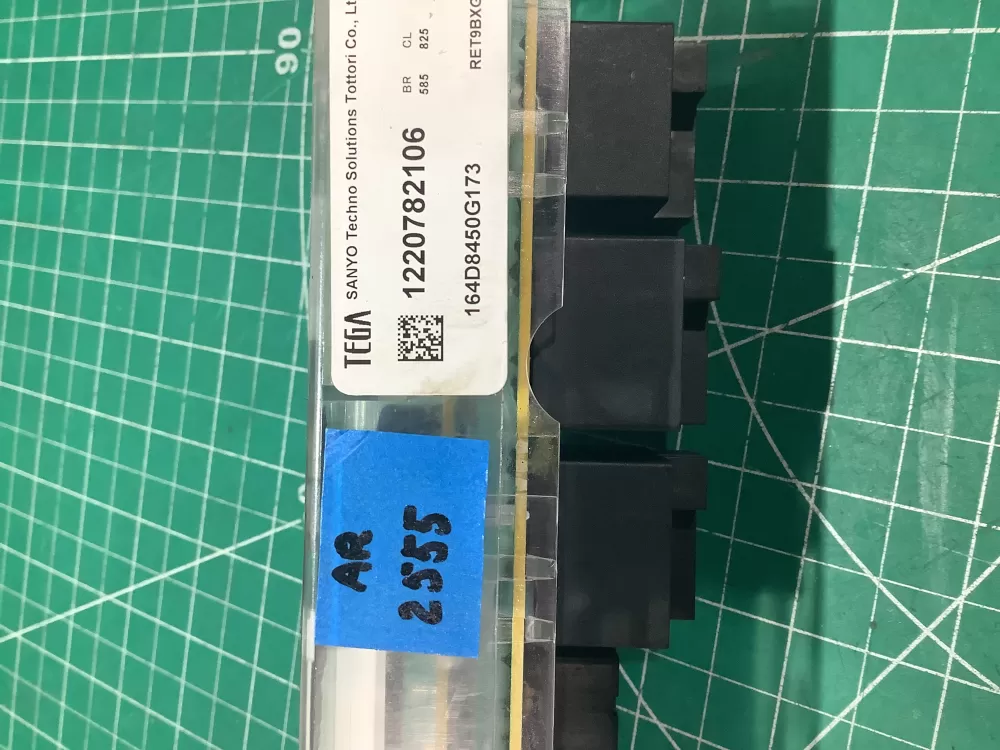 TEGA SANYO Techno Solutions Tottori Co., Lt
1220782106
BR CL
585 825
164D8450G173
RET9BXG
AR
2555
90